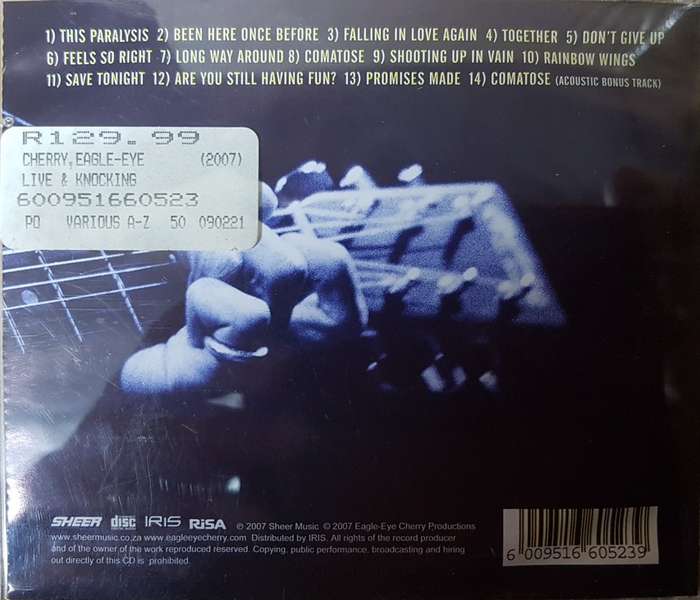 1) THIS PARALYSIS 2) BEEN HERE ONCE BEFORE 3) FALLING IN LOVE AGAIN 4) TOGETHER 5) DON'T GIVE UP
6) FEELS SO RIGHT 7) LONG WAY AROUND 8) COMATOSE 9) SHOOTING UP IN VAIN 10) RAINBOW WINGS
11) SAVE TONIGHT 12) ARE YOU STILL HAVING FUN? 13) PROMISES MADE 14) COMATOSE (ACOUSTIC BONUS TRACK)
R129.99
CHERRY,EAGLE-EYE (2007)
LIVE & KNOCKING
600951660523
PO VARIOUS A-Z 50 090221
SHEER disc IRIS RiSA ℗ 2007 Sheer Music © 2007 Eagle-Eye Cherry Productions
www.sheermusic.co.za www.eagleeyecherry.com Distributed by IRIS. All rights of the record producer
and of the owner of the work reproduced reserved. Copying, public performance, broadcasting and hiring
out directly of this CD is prohibited.
6 009516 605239